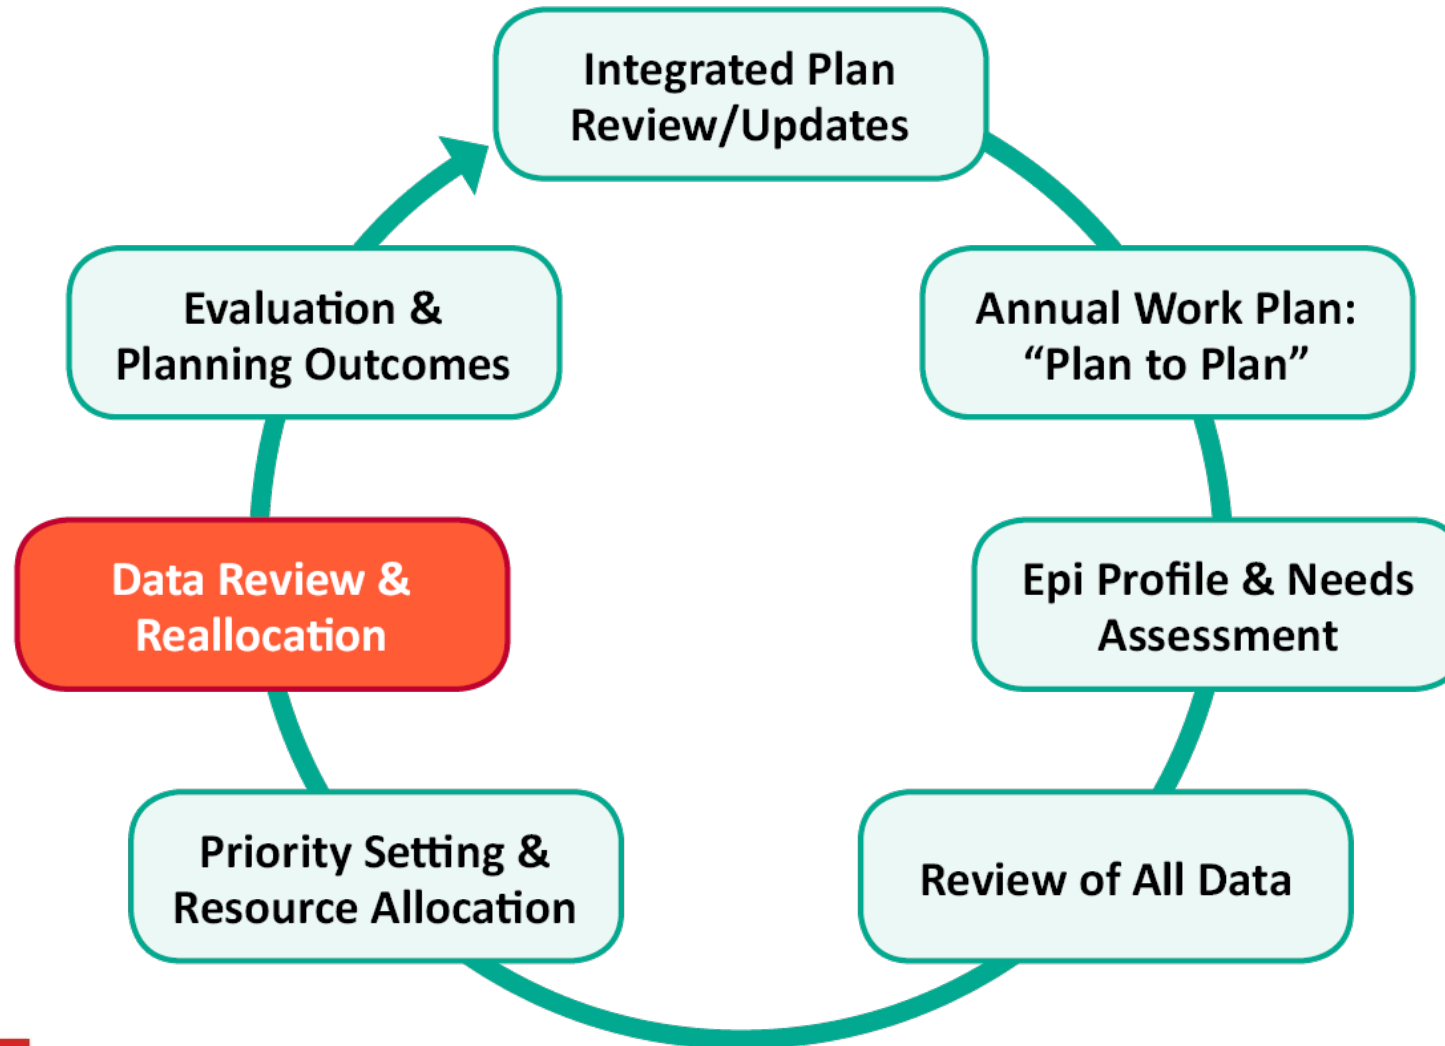 Integrated Plan
Review/Updates
Annual Work Plan:
“Plan to Plan”
Epi Profile & Needs
Assessment
Review of All Data
Priority Setting &
Resource Allocation
Data Review &
Reallocation
Evaluation &
Planning Outcomes